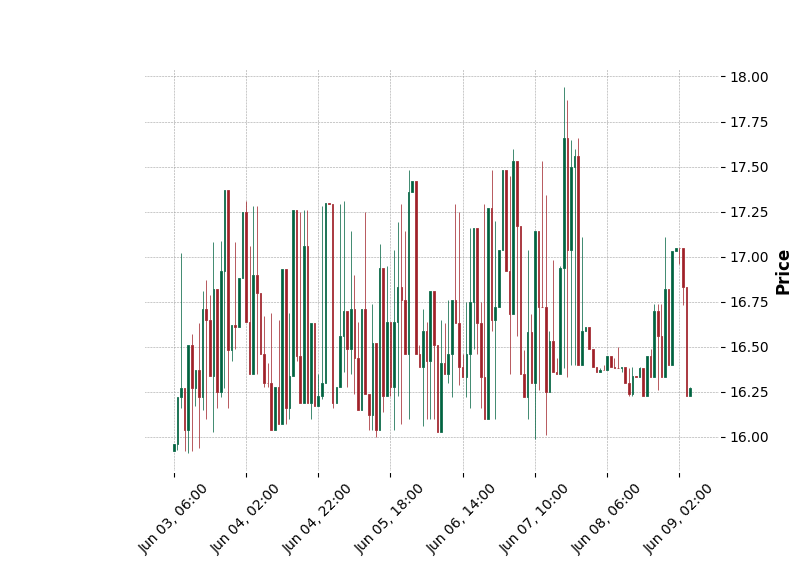 18.00
17.75
17.50
17.25
17.00
16.75
16.50
16.25
16.00
Price
Jun 03, 06:00
Jun 04, 02:00
Jun 04, 22:00
Jun 05, 18:00
Jun 06, 14:00
Jun 07, 10:00
Jun 08, 06:00
Jun 09, 02:00